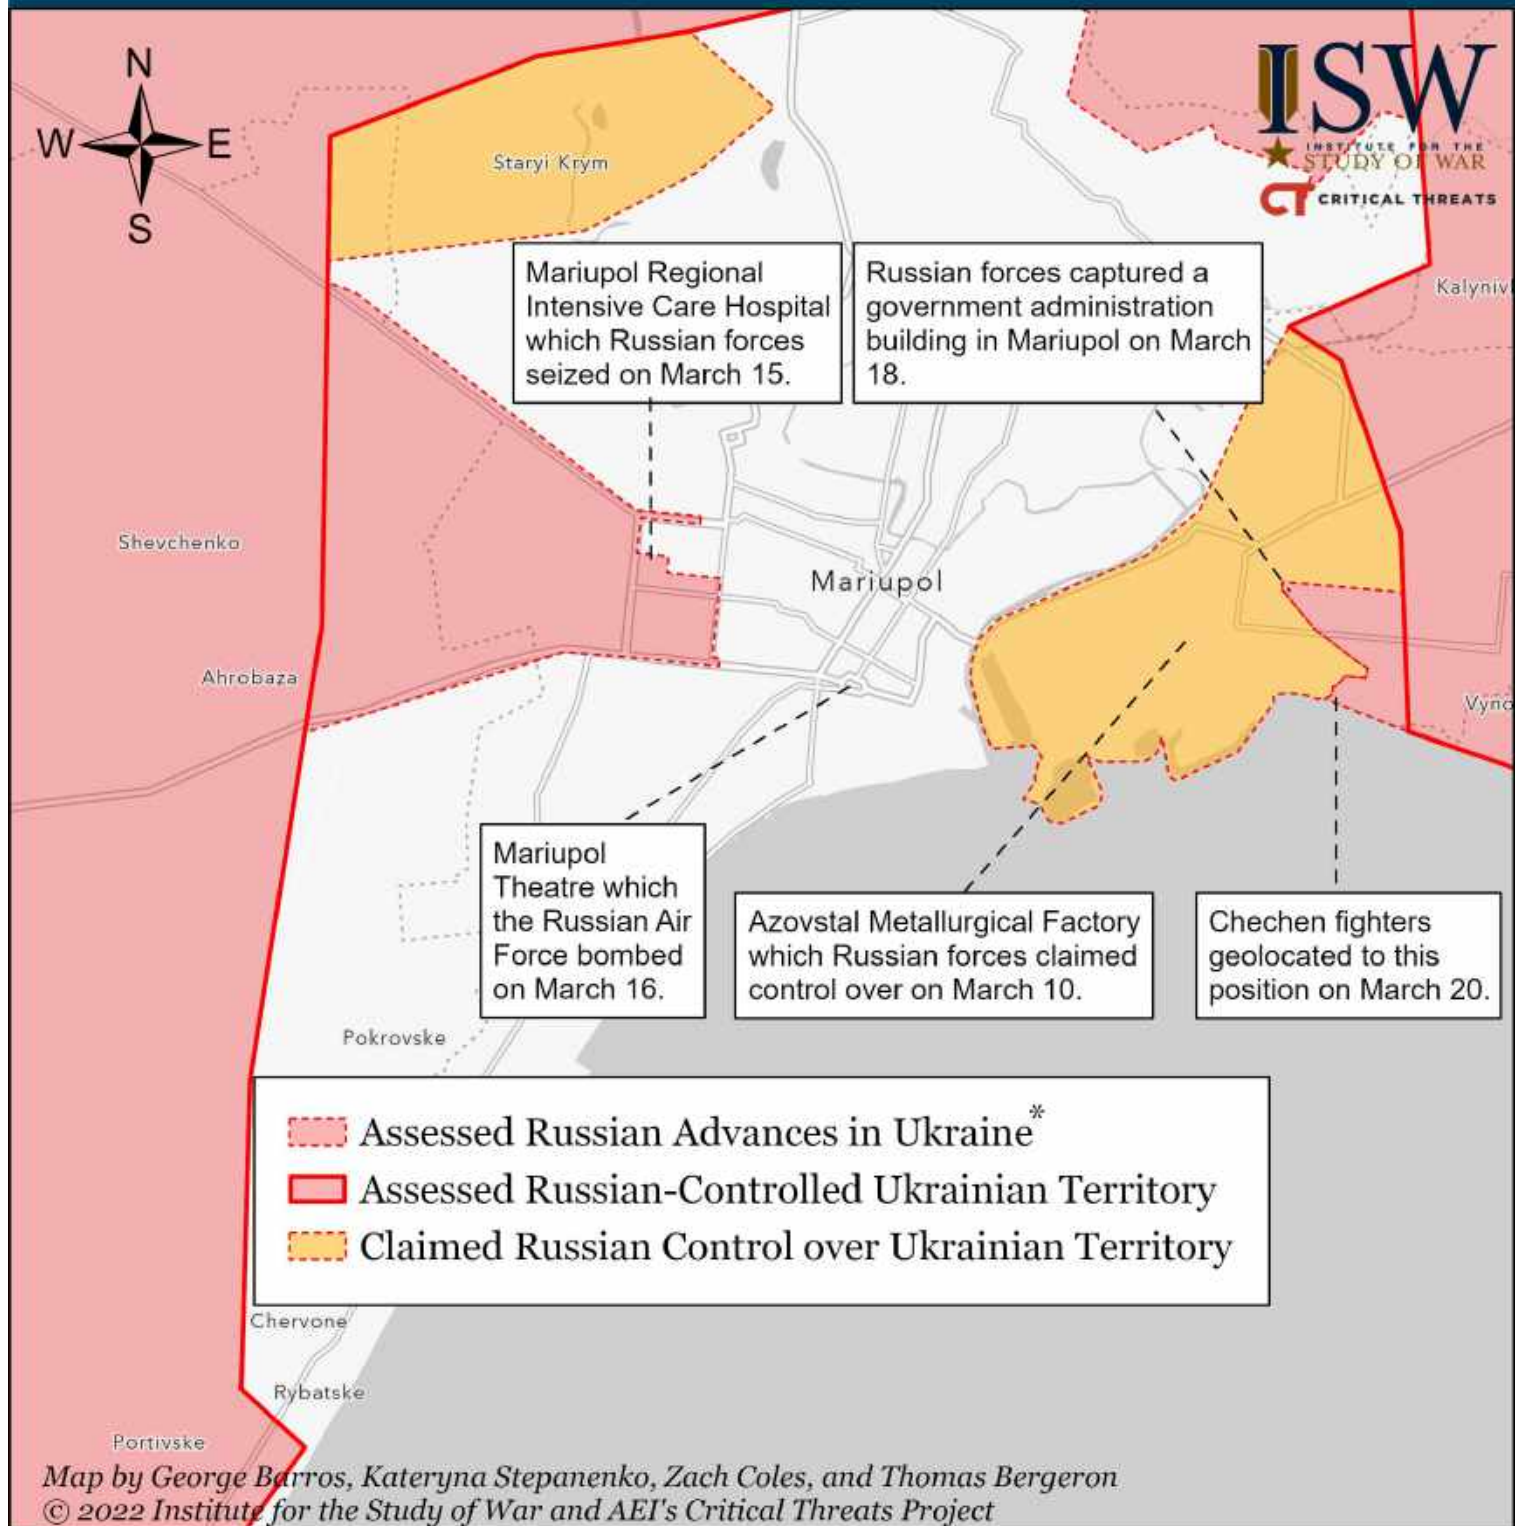 N
W E
S
ISW
INSTITUTE FOR THE
STUDY OF WAR
CT CRITICAL THREATS
Staryi Krym
Mariupol Regional
Intensive Care Hospital
which Russian forces
seized on March 15.
Russian forces captured a
government administration
building in Mariupol on March
18.
Kalyniv
Shevchenko
Mariupol
Ahrobaza
Vyno
Mariupol
Theatre which
the Russian Air
Force bombed
on March 16.
Azovstal Metallurgical Factory
which Russian forces claimed
control over on March 10.
Chechen fighters
geolocated to this
position on March 20.
Pokrovske
Assessed Russian Advances in Ukraine*
Assessed Russian-Controlled Ukrainian Territory
Claimed Russian Control over Ukrainian Territory
Chervone
Rybatske
Portivske
Map by George Barros, Kateryna Stepanenko, Zach Coles, and Thomas Bergeron
© 2022 Institute for the Study of War and AEI's Critical Threats Project